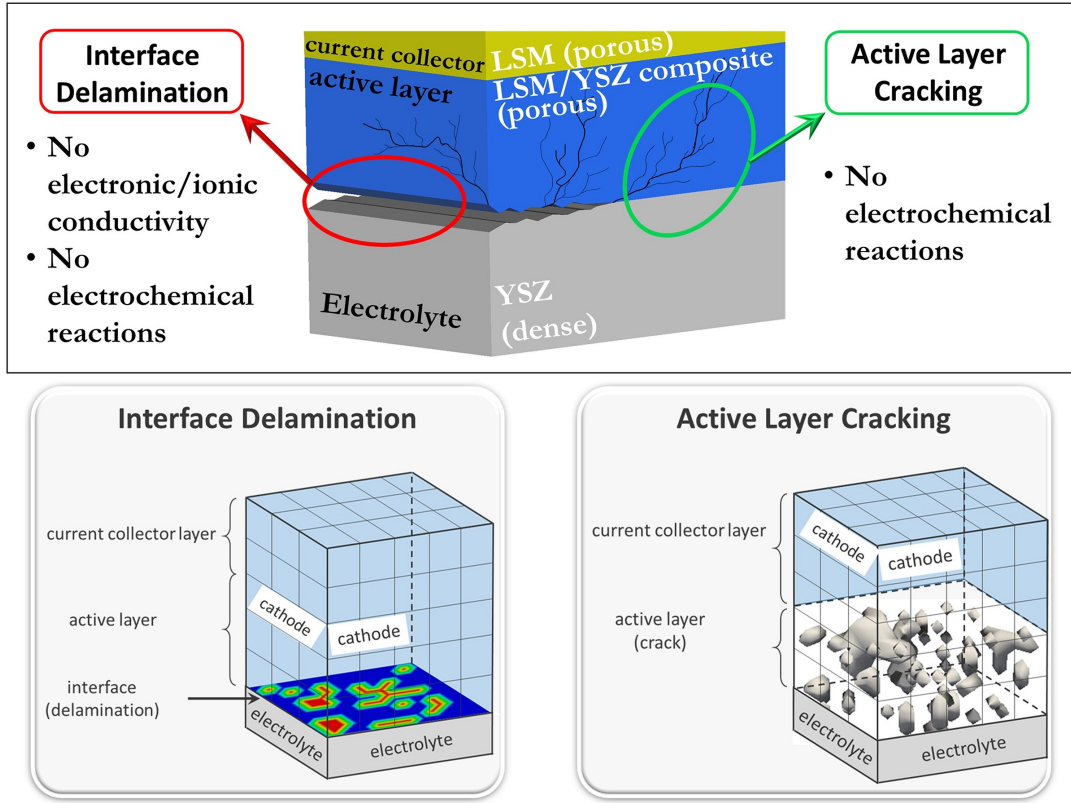 Interface
Delamination
• No
electronic/ionic
conductivity
• No
electrochemical
reactions
current collector
active layer
Electrolyte
LSM (porous)
LSM/YSZ composite
(porous)
YSZ
(dense)
Active Layer
Cracking
• No
electrochemical
reactions
Interface Delamination
current collector layer
active layer
interface
(delamination)
cathode
cathode
electrolyte
electrolyte
Active Layer Cracking
current collector layer
active layer
(crack)
cathode
cathode
electrolyte
electrolyte